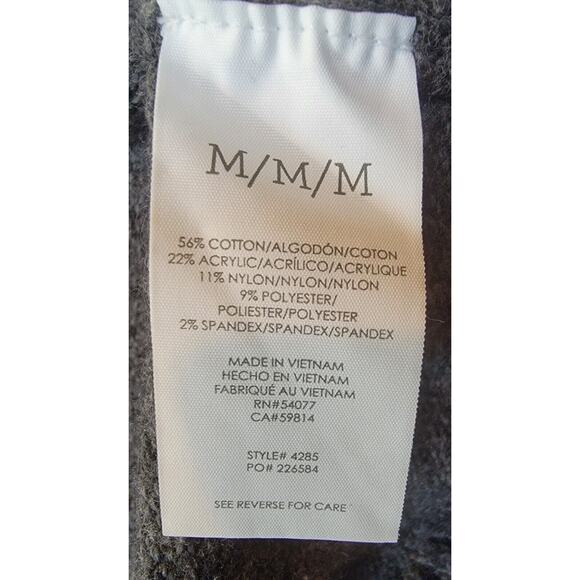 M/M/M
56% COTTON/ALGODÓN/COTON
22% ACRYLIC/ACRÍLICO/ACRYLIQUE
11% NYLON/NYLON/NYLON
9% POLYESTER/
POLIESTER/POLYESTER
2% SPANDEX/SPANDEX/SPANDEX
MADE IN VIETNAM
HECHO EN VIETNAM
FABRIQUÉ AU VIETNAM
RN#54077
CA#59814
STYLE# 4285
PO# 226584
SEE REVERSE FOR CARE